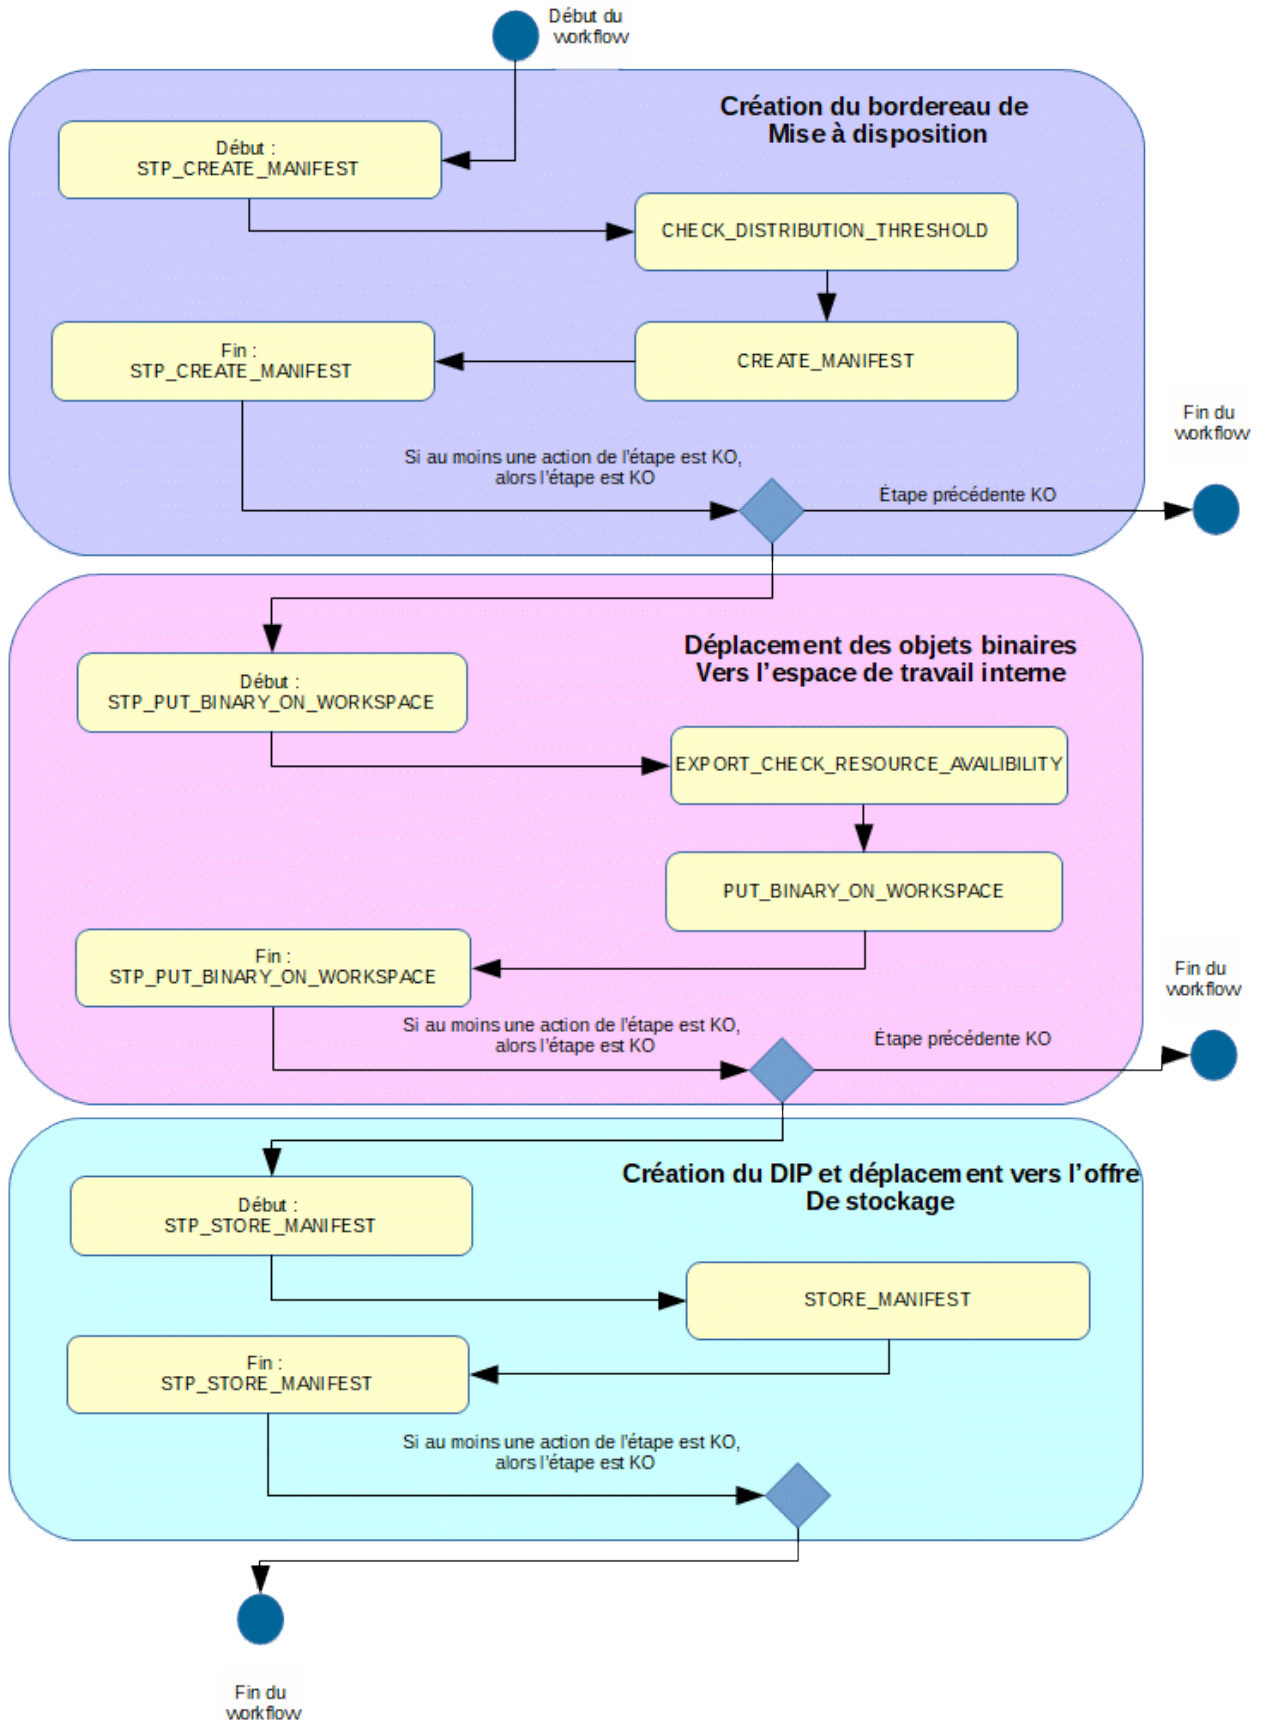 Début du
workflow
Création du bordereau de
Mise à disposition
Début :
STP_CREATE_MANIFEST
CHECK_DISTRIBUTION_THRESHOLD
Fin :
STP_CREATE_MANIFEST
CREATE_MANIFEST
Fin du
workflow
Si au moins une action de l'étape est KO,
alors l'étape est KO
Étape précédente KO
Déplacement des objets binaires
Vers l'espace de travail interne
Début :
STP_PUT_BINARY_ON_WORKSPACE
EXPORT_CHECK_RESOURCE_AVAILIBILITY
PUT_BINARY_ON_WORKSPACE
Fin :
STP_PUT_BINARY_ON_WORKSPACE
Fin du
workflow
Si au moins une action de l'étape est KO,
alors l'étape est KO
Étape précédente KO
Création du DIP et déplacement vers l'offre
De stockage
Début :
STP_STORE_MANIFEST
STORE_MANIFEST
Fin :
STP_STORE_MANIFEST
Si au moins une action de l'étape est KO,
alors l'étape est KO
Fin du
workflow